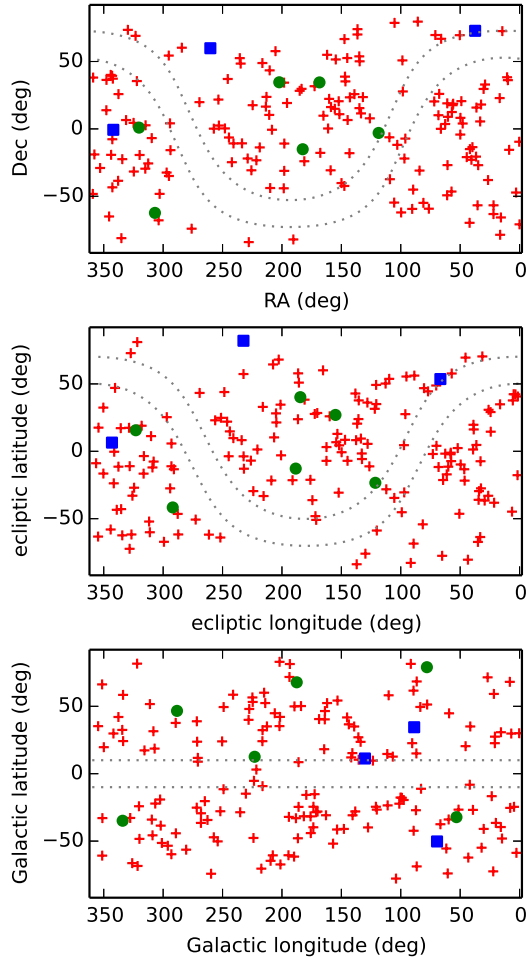 50
0
−50
Dec (deg)
350 300 250 200 150 100 50 0
RA (deg)
50
0
−50
ecliptic latitude (deg)
350 300 250 200 150 100 50 0
ecliptic longitude (deg)
50
0
−50
Galactic latitude (deg)
350 300 250 200 150 100 50 0
Galactic longitude (deg)